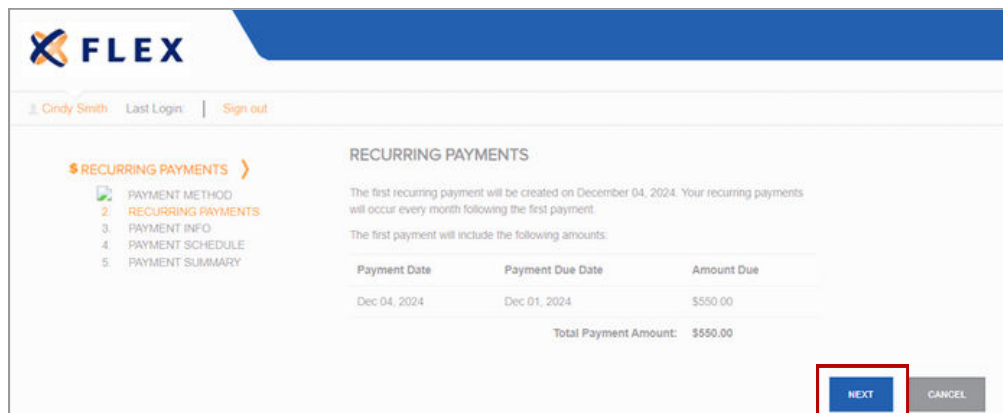 FLEX
Cindy Smith Last Login: | Sign out
$ RECURRING PAYMENTS
PAYMENT METHOD
2. RECURRING PAYMENTS
3. PAYMENT INFO
4. PAYMENT SCHEDULE
5. PAYMENT SUMMARY
RECURRING PAYMENTS
The first recurring payment will be created on December 04, 2024. Your recurring payments
will occur every month following the first payment.
The first payment will include the following amounts:
Payment Date Payment Due Date Amount Due
Dec 04, 2024 Dec 01, 2024 $550.00
Total Payment Amount: $550.00
NEXT CANCEL